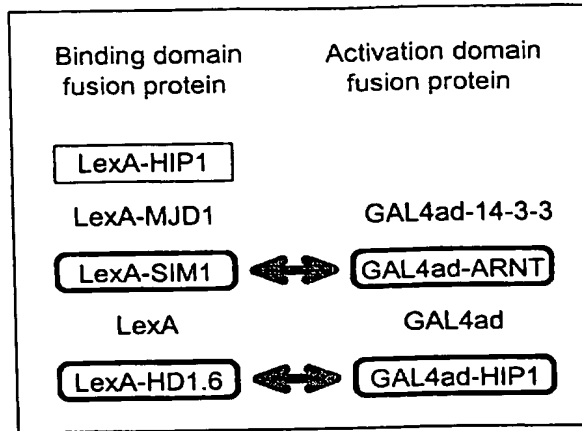 Binding domain Activation domain
fusion protein fusion protein
LexA-HIP1
LexA-MJD1 GAL4ad-14-3-3
LexA-SIM1 GAL4ad-ARNT
LexA GAL4ad
LexA-HD1.6 GAL4ad-HIP1